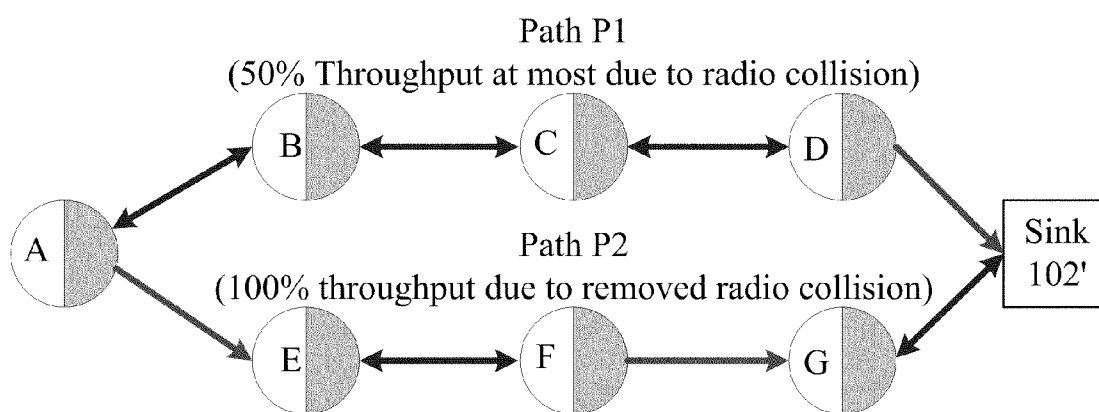 Path P1
(50% Throughput at most due to radio collision)
B
C
D
A
Sink
102'
Path P2
(100% throughput due to removed radio collision)
E
F
G